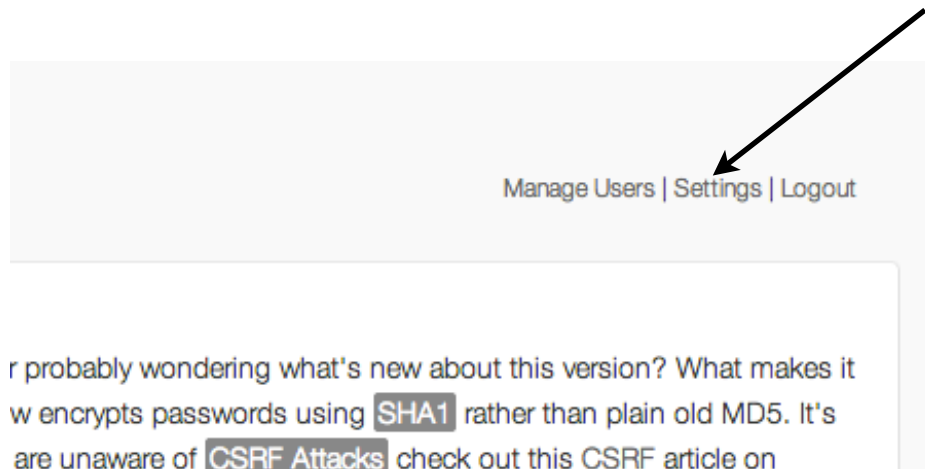 Manage Users | Settings | Logout
r probably wondering what's new about this version? What makes it
w encrypts passwords using SHA1 rather than plain old MD5. It's
are unaware of CSRF Attacks check out this CSRF article on